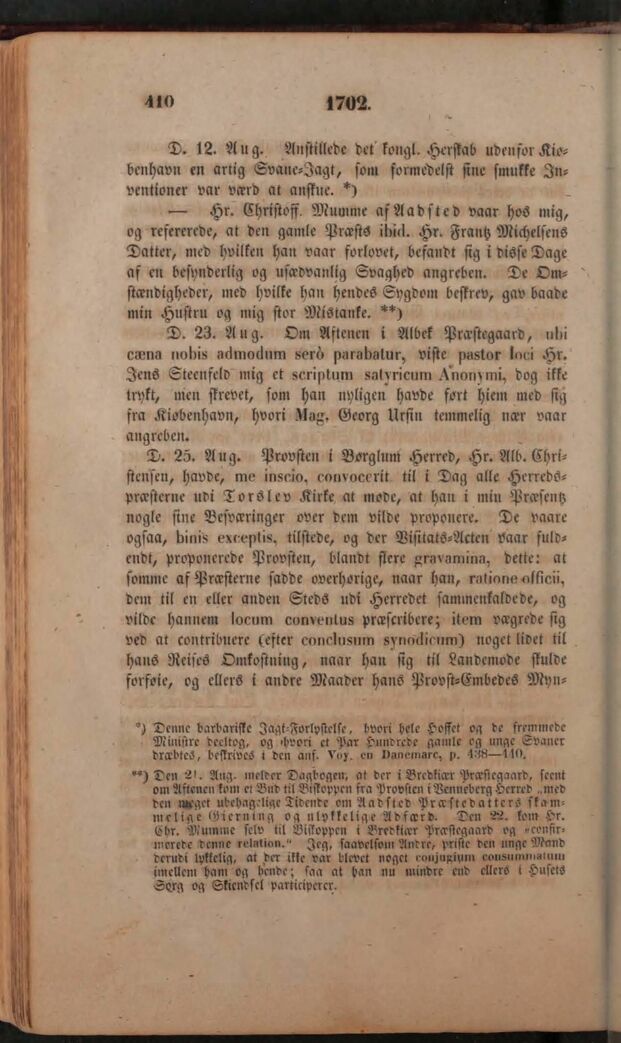 410 1702.
D. 12. Aug. Anstillede det kongl. Herskab udenfor Kiø-
benhavn en artig Svane-Jagt, som formedelst sine smukke In-
ventioner var værd at anskue. *)
— Hr. Christoff. Mumme af Aadsted vaar hos mig,
og refererede, at den gamle Præsts ibid. Hr. Frantz Michelsens
Datter, med hvilken han vaar forlovet, befandt sig i disse Dage
af en besynderlig og usædvanlig Svaghed angreben. De Om-
stændigheder, med hvilke han hendes Sygdom beskrev, gav baade
min Hustru og mig stor Mistanke. **)
D. 23. Aug. Om Aftenen i Albek Præstegaard, ubi
cæna nobis admodum serò parabatur, viste pastor loci Hr.
Jens Steenfeld mig et scriptum satyricum Anonymi, dog ikke
trykt, men skrevet, som han nyligen havde ført hiem med sig
fra Kiøbenhavn, hvori Mag. Georg Ursin temmelig nær vaar
angreben.
D. 25. Aug. Provsten i Børglum Herred, Hr. Alb. Chri-
stensen, havde, me inscio, convocerit til i Dag alle Herreds-
præsterne udi Torslev Kirke at møde, at han i min Præsentz
nogle sine Besværinger over dem vilde proponere. De vaare
ogsaa, binis exceptis, tilstede, og der Visitats-Acten vaar fuld-
endt, proponerede Provsten, blandt flere gravamina, dette: at
somme af Præsterne sadde overhørige, naar han, ratione officii,
dem til en eller anden Steds udi Herredet sammenkaldede, og
vilde hannem locum conventus præscribere; item vægrede sig
ved at contribuere (efter conclusum synodicum) noget lidet til
hans Reises Omkostning, naar han sig til Landemode skulde
forføie, og ellers i andre Maader hans Provst-Embedes Myn-
*) Denne barbariske Jagt-Forlystelse, hvori hele Hoffet og de fremmede
Ministre deeltog, og hvori et Par Hundrede gamle og unge Svaner
dræbtes, beskrives i den anf. Voy. en Danemarc, p. 438—440.
**) Den 21. Aug. melder Dagbogen, at der i Bredkiær Præstegaard, seent
om Aftenen kom et Bud til Biskoppen fra Provsten i Venneberg Herred „med
den meget ubehagelige Tidende om Aadsted Præstedatters skam-
melige Gierning og ulykkelige Adfærd. Den 22. kom Hr.
Chr. Mumme selv til Biskoppen i Bredkiær Præstegaard og „confir-
merede denne relation.“ Jeg, saavelsom Andre, priste den unge Mand
derudi lykkelig, at der ikke var blevet noget conjugium consummatum
imellem ham og hende; saa at han nu mindre end ellers i Husets
Sorg og Skiendsel participerer.